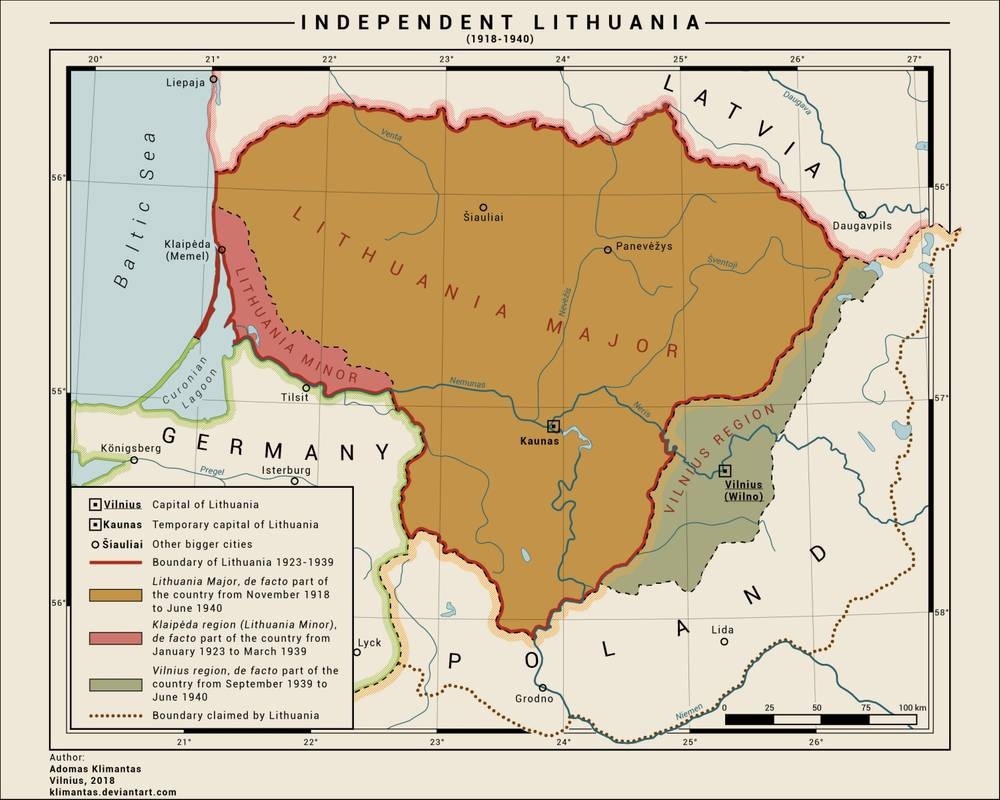 INDEPENDENT LITHUANIA
(1918-1940)
20° 21° 22° 23° 24° 25° 26° 27°
Liepaja
LATVIA
Daugava
Venta
Baltic Sea
56° 56°
Šiauliai
Daugavpils
Klaipėda
(Memel)
Panevėžys
LITHUANIA MAJOR
Šventoji
Nevėžis
LITHUANIA MINOR
Curonian
Lagoon
55° 57°
Tilsit
Nemunas
Neris
VILNIUS REGION
GERMANY
Kaunas
Königsberg
Pregel
Isterburg
Vilnius
(Wilno)
Vilnius Capital of Lithuania
Kaunas Temporary capital of Lithuania
Šiauliai Other bigger cities
Boundary of Lithuania 1923-1939
Lithuania Major, de facto part of
the country from November 1918
to June 1940
Klaipėda region (Lithuania Minor),
de facto part of the country from
January 1923 to March 1939
Vilnius region, de facto part of the
country from September 1939 to
June 1940
Boundary claimed by Lithuania
56° 58°
Lyck
POLAND
Lida
Grodno
Niemen
0 25 50 75 100 km
21° 22° 23° 24° 25° 26°
Author:
Adomas Klimantas
Vilnius, 2018
klimantas.deviantart.com